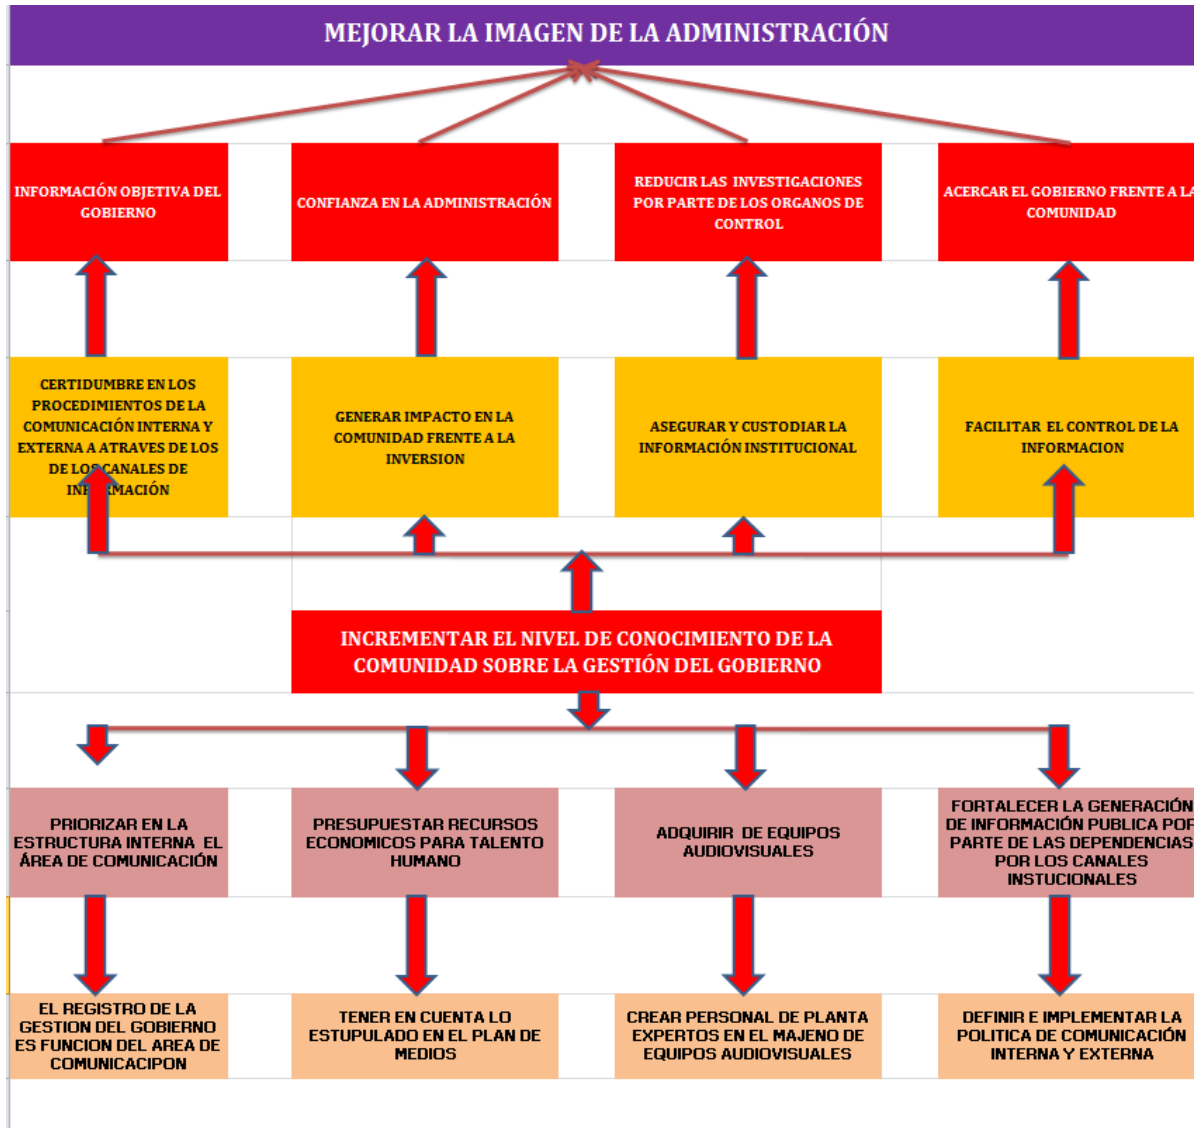 MEJORAR LA IMAGEN DE LA ADMINISTRACIÓN
INFORMACIÓN OBJETIVA DEL
GOBIERNO
CONFIANZA EN LA ADMINISTRACIÓN
REDUCIR LAS INVESTIGACIONES
POR PARTE DE LOS ORGANOS DE
CONTROL
ACERCAR EL GOBIERNO FRENTE A LA
COMUNIDAD
CERTIDUMBRE EN LOS
PROCEDIMIENTOS DE LA
COMUNICACIÓN INTERNA Y
EXTERNA A ATRAVES DE LOS
DE LOS CANALES DE
INFORMACIÓN
GENERAR IMPACTO EN LA
COMUNIDAD FRENTE A LA
INVERSION
ASEGURAR Y CUSTODIAR LA
INFORMACIÓN INSTITUCIONAL
FACILITAR EL CONTROL DE LA
INFORMACION
INCREMENTAR EL NIVEL DE CONOCIMIENTO DE LA
COMUNIDAD SOBRE LA GESTIÓN DEL GOBIERNO
PRIORIZAR EN LA
ESTRUCTURA INTERNA EL
ÁREA DE COMUNICACIÓN
PRESUPUESTAR RECURSOS
ECONOMICOS PARA TALENTO
HUMANO
ADQUIRIR DE EQUIPOS
AUDIOVISUALES
FORTALECER LA GENERACIÓN
DE INFORMACIÓN PUBLICA POR
PARTE DE LAS DEPENDENCIAS
POR LOS CANALES
INSTUCIONALES
EL REGISTRO DE LA
GESTION DEL GOBIERNO
ES FUNCION DEL AREA DE
COMUNICACIPON
TENER EN CUENTA LO
ESTUPULADO EN EL PLAN DE
MEDIOS
CREAR PERSONAL DE PLANTA
EXPERTOS EN EL MAJENO DE
EQUIPOS AUDIOVISUALES
DEFINIR E IMPLEMENTAR LA
POLITICA DE COMUNICACIÓN
INTERNA Y EXTERNA